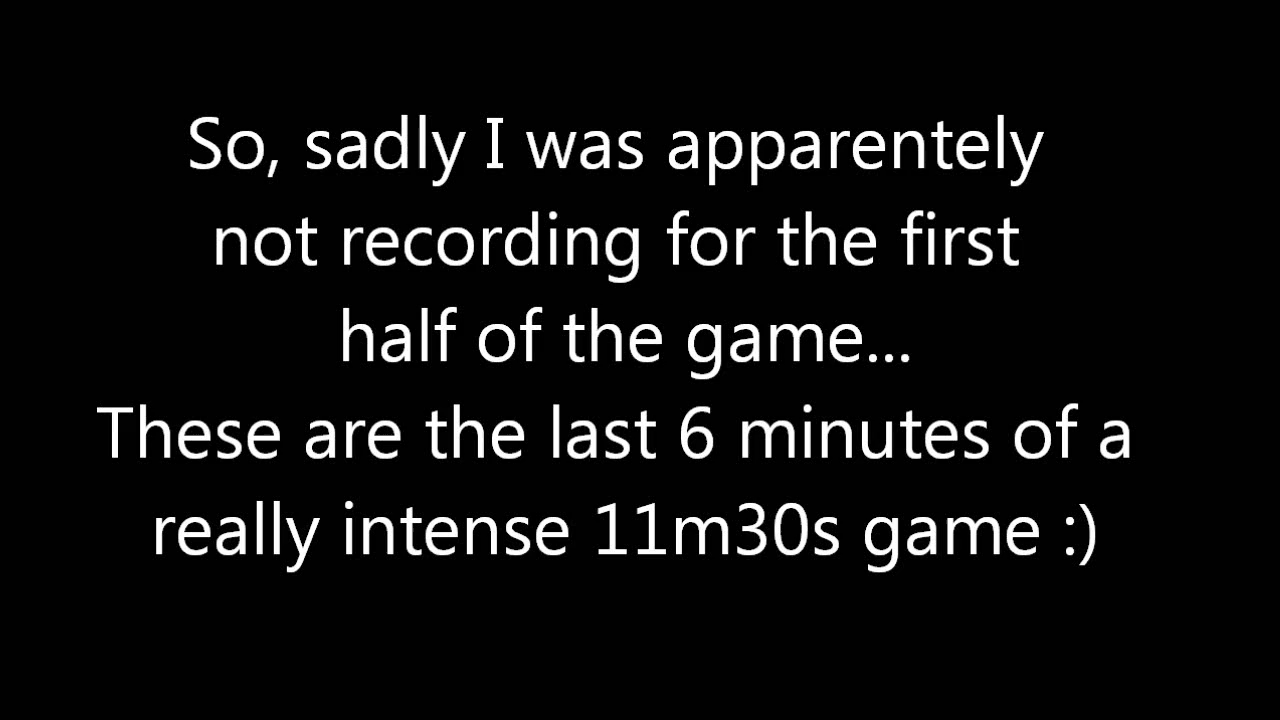 So, sadly I was apparentely
not recording for the first
half of the game...
These are the last 6 minutes of a
really intense 11m30s game :)